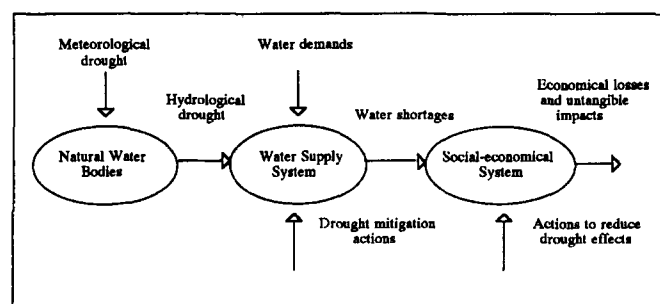 Meteorological
drought
Water demands
Economical losses
and untangible
impacts
Hydrological
drought
Water shortages
Natural Water
Bodies
Water Supply
System
Social-economical
System
Drought mitigation
actions
Actions to reduce
drought effects